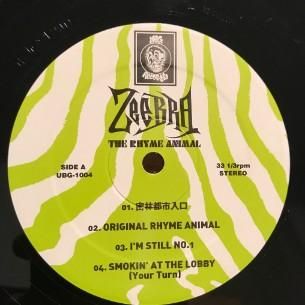 UBG
ZEEBRA
THE RHYME ANIMAL
SIDE A
UBG-1004
33 1/3rpm
STEREO
01. 密林都市入口
02. ORIGINAL RHYME ANIMAL
03. I'M STILL NO.1
04. SMOKIN' AT THE LOBBY
(Your Turn)